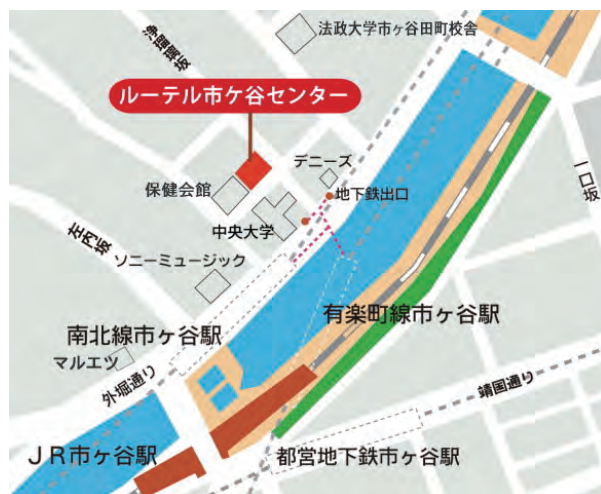 法政大学市ヶ谷田町校舎
浄瑠璃坂
ルーテル市ケ谷センター
デニーズ
一口坂
保健会館
地下鉄出口
中央大学
左内坂
ソニーミュージック
有楽町線市ヶ谷駅
南北線市ヶ谷駅
マルエツ
外堀通り
靖国通り
JR市ヶ谷駅
都営地下鉄市ヶ谷駅